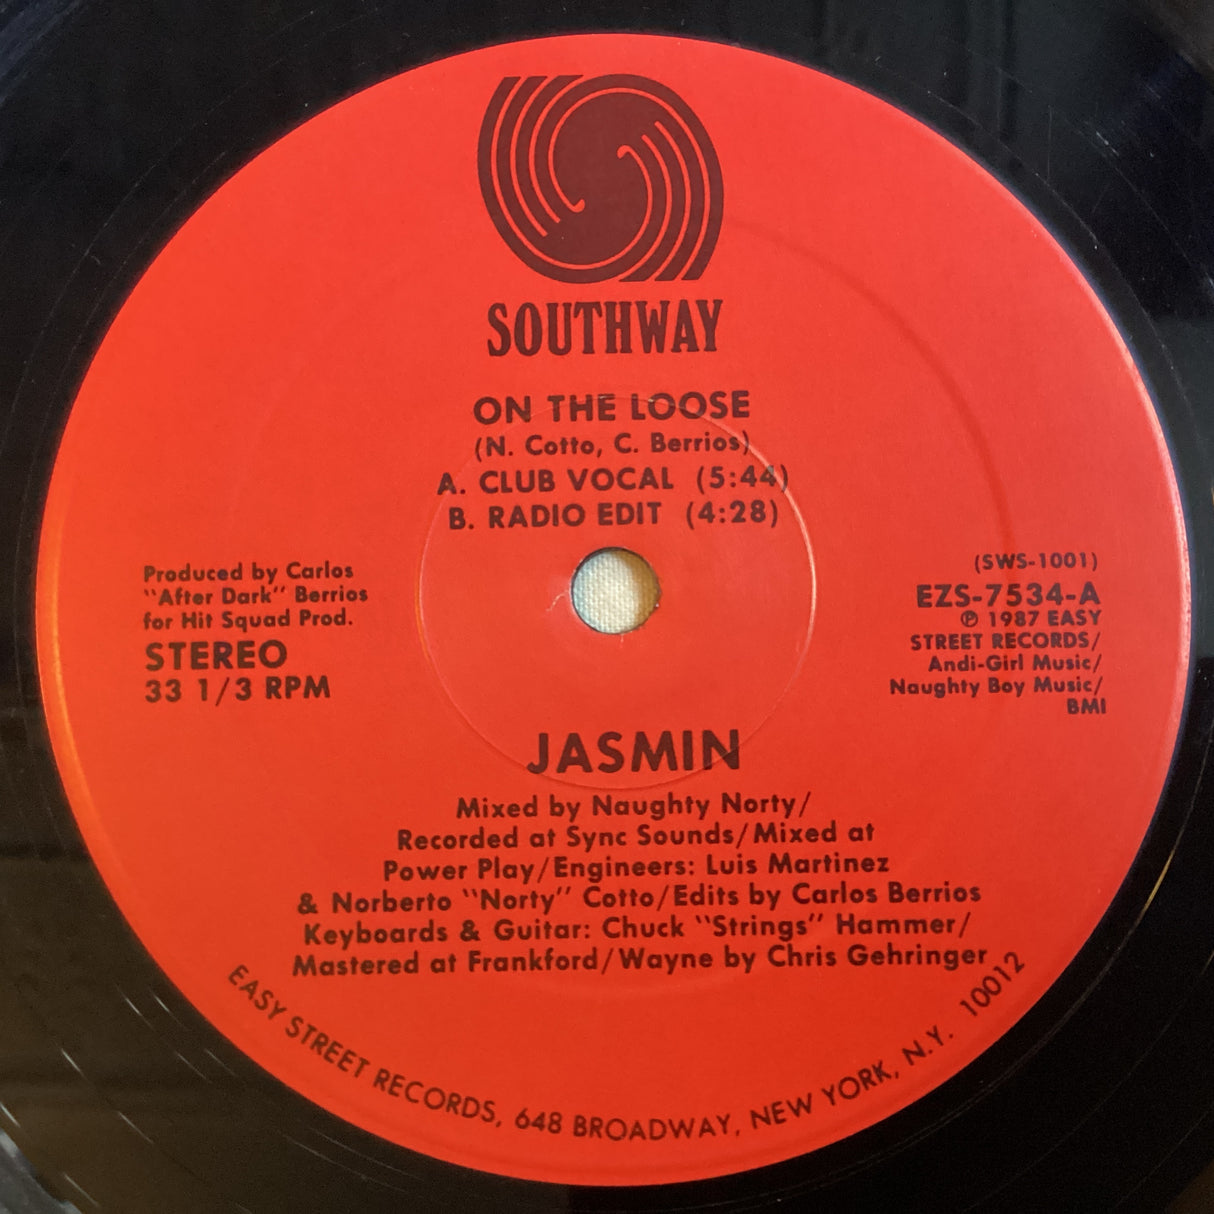 SOUTHWAY
ON THE LOOSE
(N. Cotto, C. Berrios)
A. CLUB VOCAL (5:44)
B. RADIO EDIT (4:28)
Produced by Carlos
"After Dark" Berrios
for Hit Squad Prod.
STEREO
33 1/3 RPM
(SWS-1001)
EZS-7534-A
℗ 1987 EASY
STREET RECORDS/
Andi-Girl Music/
Naughty Boy Music/
BMI
JASMIN
Mixed by Naughty Norty/
Recorded at Sync Sounds/Mixed at
Power Play/Engineers: Luis Martinez
& Norberto "Norty" Cotto/Edits by Carlos Berrios
Keyboards & Guitar: Chuck "Strings" Hammer/
Mastered at Frankford/Wayne by Chris Gehringer
EASY STREET RECORDS, 648 BROADWAY, NEW YORK, N.Y. 10012